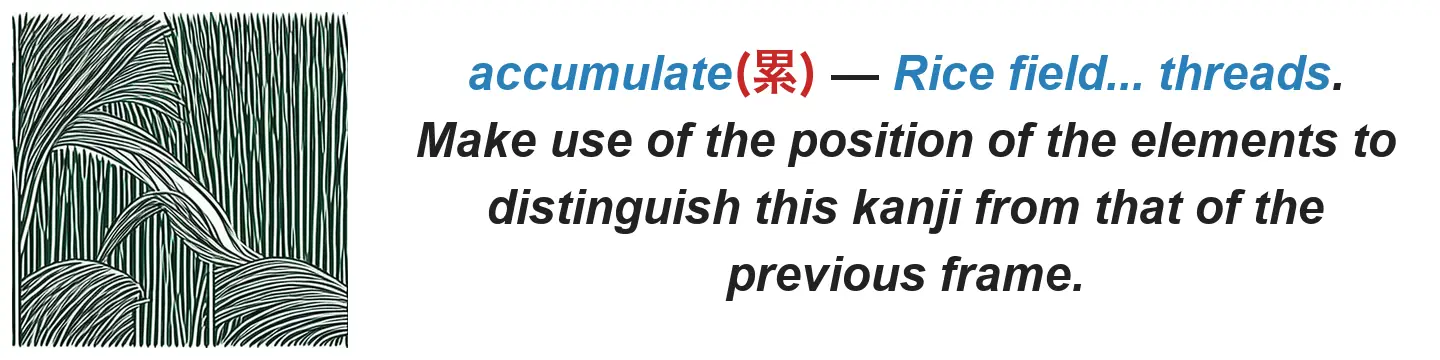 accumulate(累) — Rice field... threads.
Make use of the position of the elements to
distinguish this kanji from that of the
previous frame.